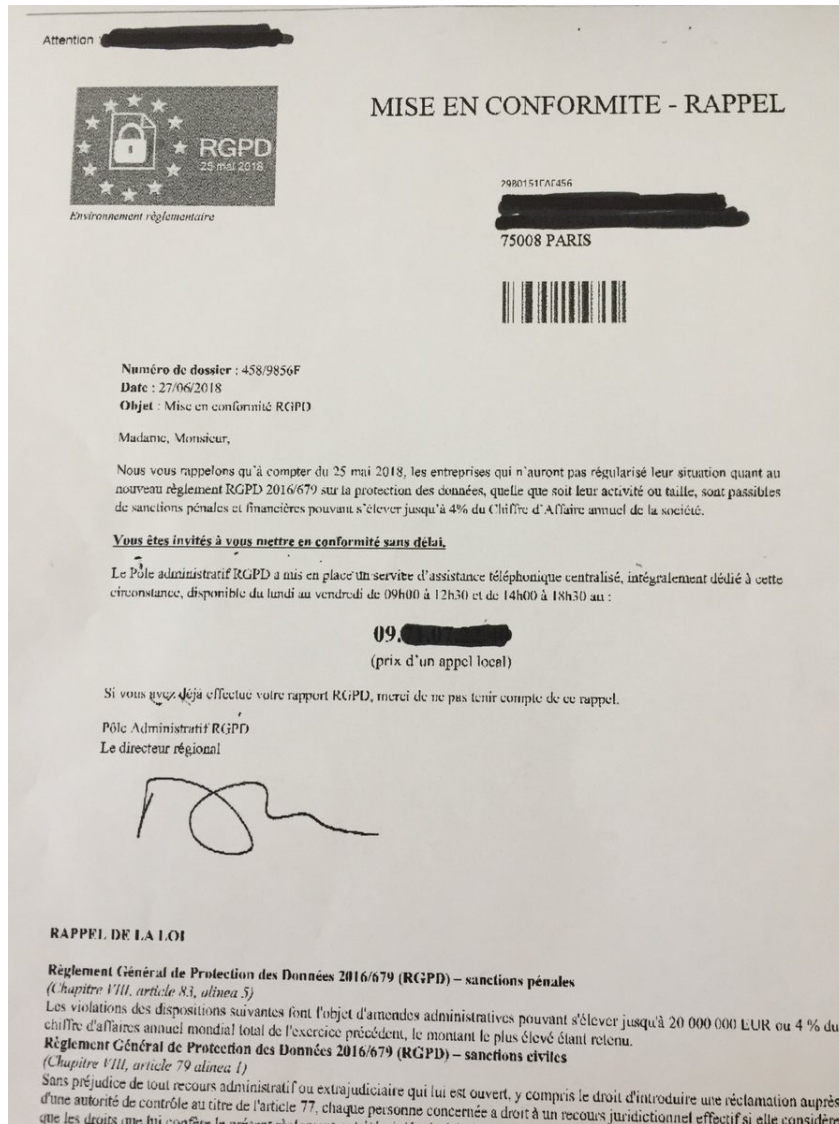 Attention :
MISE EN CONFORMITE - RAPPEL
RGPD
25 mai 2018
Environnement règlementaire
75008 PARIS
Numéro de dossier : 458/9856F
Date : 27/06/2018
Objet : Mise en conformité RGPD
Madame, Monsieur,
Nous vous rappelons qu'à compter du 25 mai 2018, les entreprises qui n'auront pas régularisé leur situation quant au
nouveau règlement RGPD 2016/679 sur la protection des données, quelle que soit leur activité ou taille, sont passibles
de sanctions pénales et financières pouvant s'élever jusqu'à 4% du Chiffre d'Affaire annuel de la société.
Vous êtes invités à vous mettre en conformité sans délai.
Le Pôle administratif RGPD a mis en place un service d'assistance téléphonique centralisé, intégralement dédié à cette
circonstance, disponible du lundi au vendredi de 09h00 à 12h30 et de 14h00 à 18h30 au :
09.
(prix d'un appel local)
Si vous avez déjà effectué votre rapport RGPD, merci de ne pas tenir compte de ce rappel.
Pôle Administratif RGPD
Le directeur régional
RAPPEL DE LA LOI
Règlement Général de Protection des Données 2016/679 (RGPD) – sanctions pénales
(Chapitre VIII, article 83, alinea 5)
Les violations des dispositions suivantes font l'objet d'amendes administratives pouvant s'élever jusqu'à 20 000 000 EUR ou 4 % du
chiffre d'affaires annuel mondial total de l'exercice précédent, le montant le plus élevé étant retenu.
Règlement Général de Protection des Données 2016/679 (RGPD) – sanctions civiles
(Chapitre VIII, article 79 alinea 1)
Sans préjudice de tout recours administratif ou extrajudiciaire qui lui est ouvert, y compris le droit d'introduire une réclamation auprès
d'une autorité de contrôle au titre de l'article 77, chaque personne concernée a droit à un recours juridictionnel effectif si elle considère
que les droits que lui confère le présent règlement